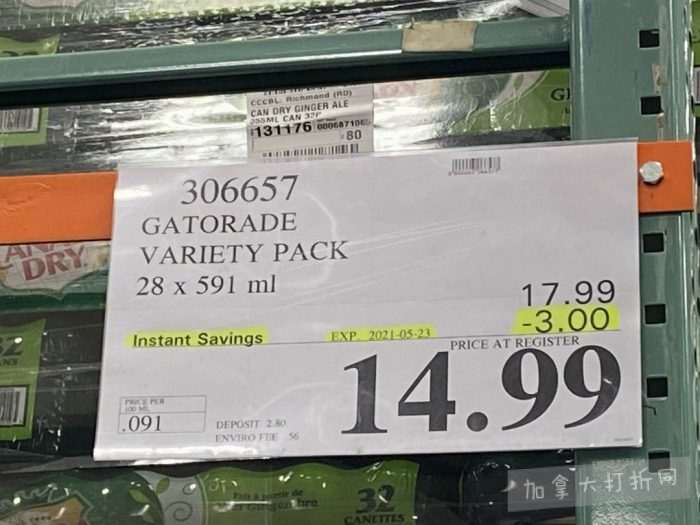 CCCBL, Richmond (RD)
CAN DRY GINGER ALE
355ML CAN 32P
131176
80
306657
GATORADE
VARIETY PACK
28 x 591 ml
17.99
-3.00
Instant Savings
EXP. 2021-05-23
PRICE AT REGISTER
14.99
PRICE PER
100 ML
.091
DEPOSIT 2.80
ENVIRO FEE .56
DRY
32
32
CANETTES
加拿大打折网